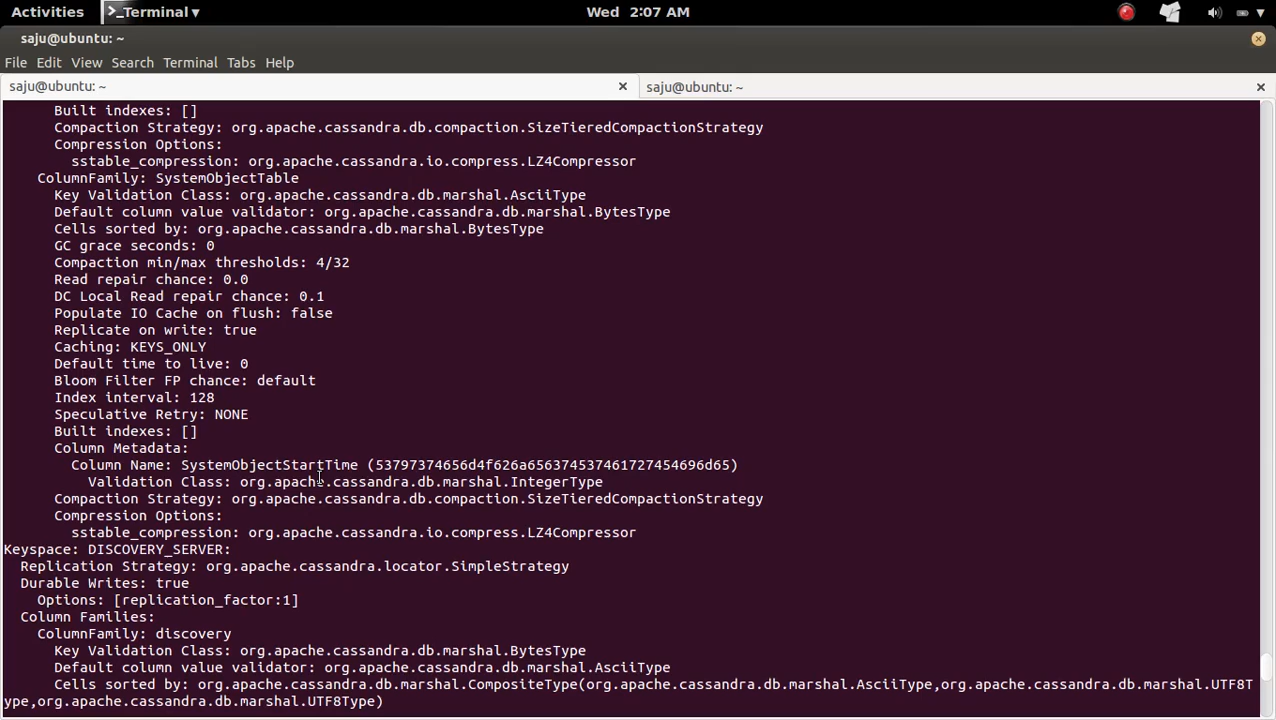 Activities >_ Terminal ▾ Wed 2:07 AM
saju@ubuntu: ~
File Edit View Search Terminal Tabs Help
saju@ubuntu: ~ saju@ubuntu: ~
Built indexes: []
Compaction Strategy: org.apache.cassandra.db.compaction.SizeTieredCompactionStrategy
Compression Options:
sstable_compression: org.apache.cassandra.io.compress.LZ4Compressor
ColumnFamily: SystemObjectTable
Key Validation Class: org.apache.cassandra.db.marshal.AsciiType
Default column value validator: org.apache.cassandra.db.marshal.BytesType
Cells sorted by: org.apache.cassandra.db.marshal.BytesType
GC grace seconds: 0
Compaction min/max thresholds: 4/32
Read repair chance: 0.0
DC Local Read repair chance: 0.1
Populate IO Cache on flush: false
Replicate on write: true
Caching: KEYS_ONLY
Default time to live: 0
Bloom Filter FP chance: default
Index interval: 128
Speculative Retry: NONE
Built indexes: []
Column Metadata:
Column Name: SystemObjectStartTime (53797374656d4f626a656374537461727454696d65)
Validation Class: org.apache.cassandra.db.marshal.IntegerType
Compaction Strategy: org.apache.cassandra.db.compaction.SizeTieredCompactionStrategy
Compression Options:
sstable_compression: org.apache.cassandra.io.compress.LZ4Compressor
Keyspace: DISCOVERY_SERVER:
Replication Strategy: org.apache.cassandra.locator.SimpleStrategy
Durable Writes: true
Options: [replication_factor:1]
Column Families:
ColumnFamily: discovery
Key Validation Class: org.apache.cassandra.db.marshal.BytesType
Default column value validator: org.apache.cassandra.db.marshal.AsciiType
Cells sorted by: org.apache.cassandra.db.marshal.CompositeType(org.apache.cassandra.db.marshal.AsciiType,org.apache.cassandra.db.marshal.UTF8T
ype,org.apache.cassandra.db.marshal.UTF8Type)